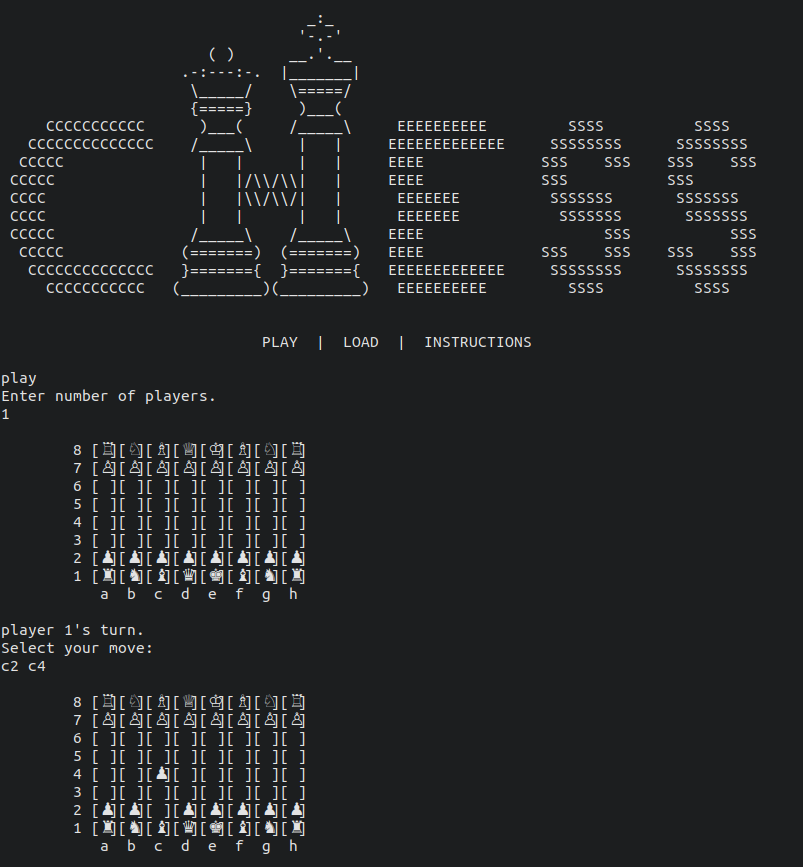 _:_
                                 '-.-'
                       ( )      __.'.__
                    .-:---:-.  |_______|
                     \_____/    \=====/
                     {=====}     )___(
     CCCCCCCCCCC      )___(     /_____\     EEEEEEEEEE         SSSS          SSSS
   CCCCCCCCCCCCCC    /_____\     |   |     EEEEEEEEEEEEE     SSSSSSSS      SSSSSSSS
  CCCCC               |   |      |   |     EEEE             SSS    SSS    SSS    SSS
 CCCCC                |   |/\\/\\|   |     EEEE             SSS           SSS
 CCCC                 |   |\\/\\/|   |      EEEEEEE          SSSSSSS       SSSSSSS
 CCCC                 |   |      |   |      EEEEEEE           SSSSSSS       SSSSSSS
 CCCCC               /_____\    /_____\    EEEE                    SSS           SSS
  CCCCC             (=======)  (=======)   EEEE             SSS    SSS    SSS    SSS
   CCCCCCCCCCCCCC   }======={  }======={   EEEEEEEEEEEEE     SSSSSSSS      SSSSSSSS
     CCCCCCCCCCC   (_________)(_________)   EEEEEEEEEE         SSSS          SSSS
PLAY  |  LOAD  |  INSTRUCTIONS
play
Enter number of players.
1
8 [♖][♘][♗][♕][♔][♗][♘][♖]
7 [♙][♙][♙][♙][♙][♙][♙][♙]
6 [ ][ ][ ][ ][ ][ ][ ][ ]
5 [ ][ ][ ][ ][ ][ ][ ][ ]
4 [ ][ ][ ][ ][ ][ ][ ][ ]
3 [ ][ ][ ][ ][ ][ ][ ][ ]
2 [♟][♟][♟][♟][♟][♟][♟][♟]
1 [♜][♞][♝][♛][♚][♝][♞][♜]
a  b  c  d  e  f  g  h
player 1's turn.
Select your move:
c2 c4
8 [♖][♘][♗][♕][♔][♗][♘][♖]
7 [♙][♙][♙][♙][♙][♙][♙][♙]
6 [ ][ ][ ][ ][ ][ ][ ][ ]
5 [ ][ ][ ][ ][ ][ ][ ][ ]
4 [ ][ ][♟][ ][ ][ ][ ][ ]
3 [ ][ ][ ][ ][ ][ ][ ][ ]
2 [♟][♟][ ][♟][♟][♟][♟][♟]
1 [♜][♞][♝][♛][♚][♝][♞][♜]
a  b  c  d  e  f  g  h